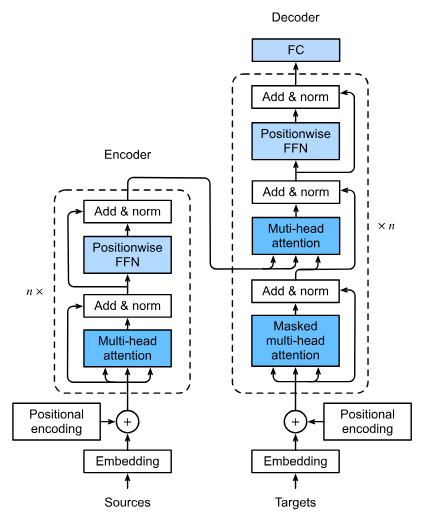 Decoder
FC
Add & norm
Positionwise
FFN
Encoder
Add & norm
Add & norm
Muti-head
attention
× n
Positionwise
FFN
n ×
Add & norm
Add & norm
Multi-head
attention
Masked
multi-head
attention
Positional
encoding
+
+
Positional
encoding
Embedding
Embedding
Sources
Targets